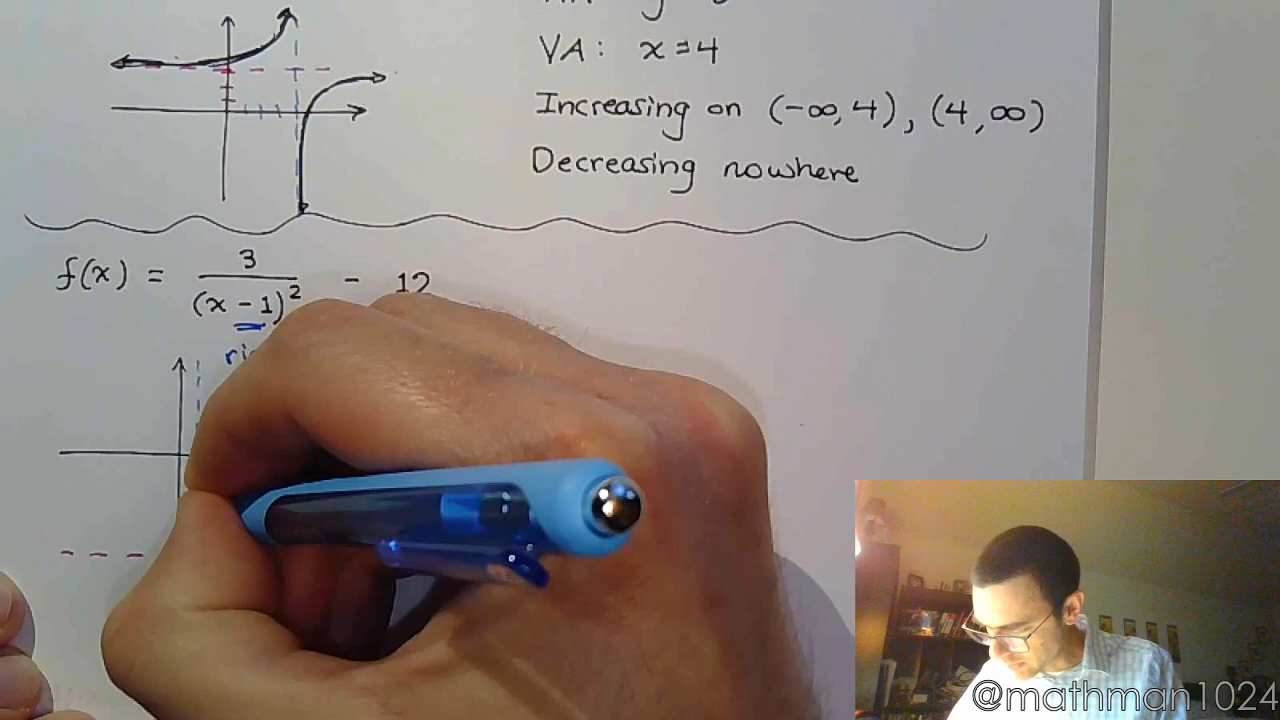 VA: x = 4
Increasing on (-∞, 4), (4, ∞)
Decreasing nowhere
f(x) = 3/(x - 1)² - 12
@mathman1024